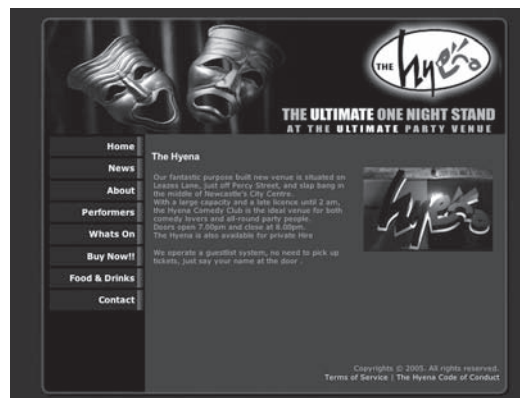 THE hyena
THE ULTIMATE ONE NIGHT STAND
AT THE ULTIMATE PARTY VENUE
Home
News
About
Performers
Whats On
Buy Now!!
Food & Drinks
Contact
The Hyena
Our fantastic purpose built new venue is situated on
Leazes Lane, just off Percy Street, and slap bang in
the middle of Newcastle's City Centre.
With a large capacity and a late licence until 2 am,
the Hyena Comedy Club is the ideal venue for both
comedy lovers and all-round party people.
Doors open 7.00pm and close at 8.00pm.
The Hyena is also available for private Hire
We operate a guestlist system, no need to pick up
tickets, just say your name at the door .
hyena
Copyrights © 2005. All rights reserved.
Terms of Service | The Hyena Code of Conduct